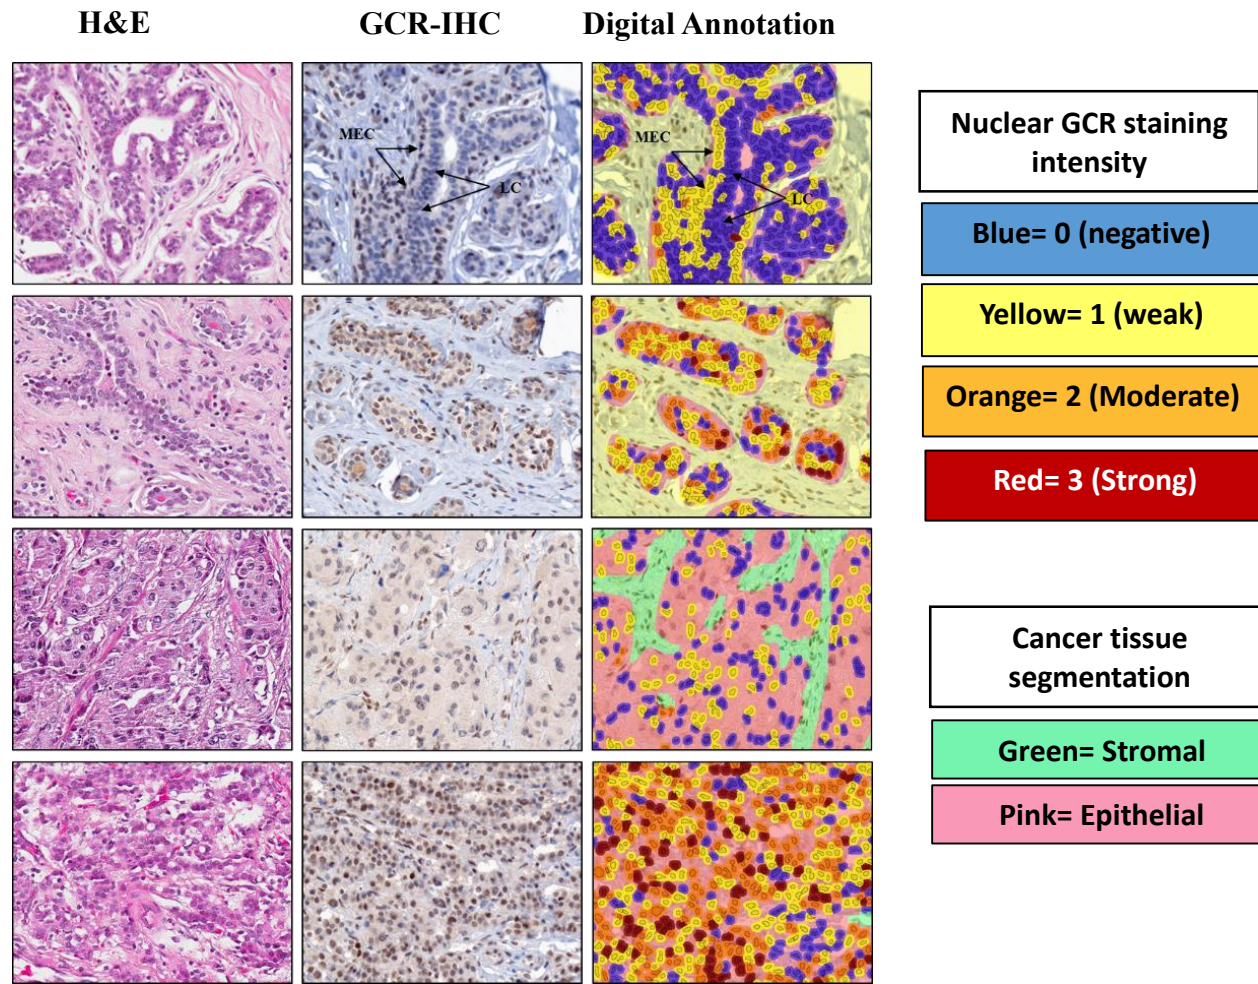 H&E
GCR-IHC
Digital Annotation
MEC
LC
MEC
LC
Nuclear GCR staining
intensity
Blue= 0 (negative)
Yellow= 1 (weak)
Orange= 2 (Moderate)
Red= 3 (Strong)
Cancer tissue
segmentation
Green= Stromal
Pink= Epithelial